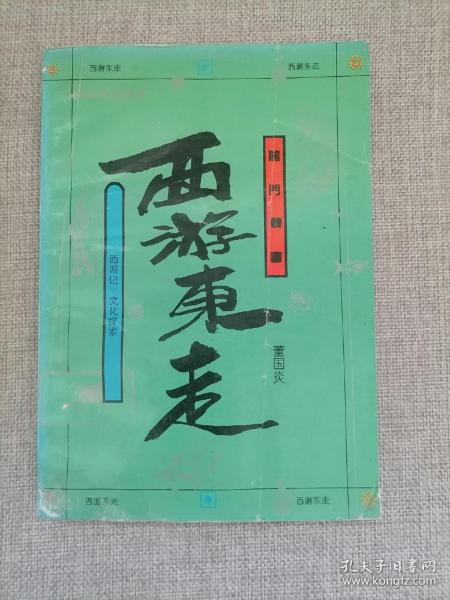 西游东走
西游东走
龍門叢書
西游東走
西游记 文化探索
董国炎
西游东走
西游东走
孔夫子旧书网
www.kongfz.com